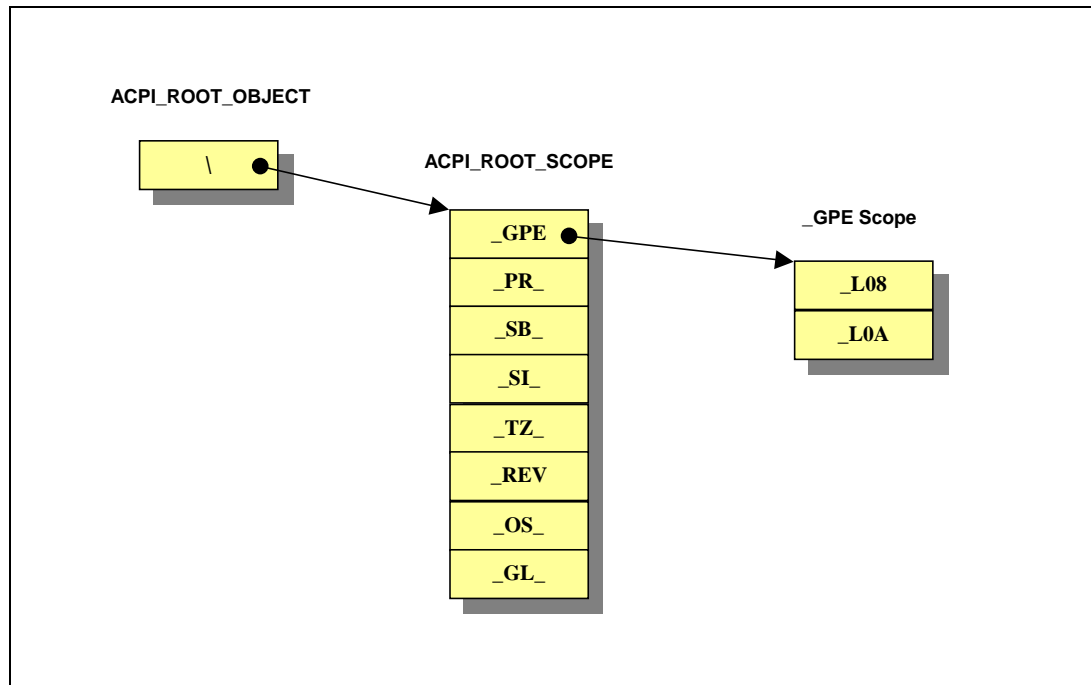 ACPI_ROOT_OBJECT
\
ACPI_ROOT_SCOPE
_GPE
_PR_
_SB_
_SI_
_TZ_
_REV
_OS_
_GL_
_GPE Scope
_L08
_L0A